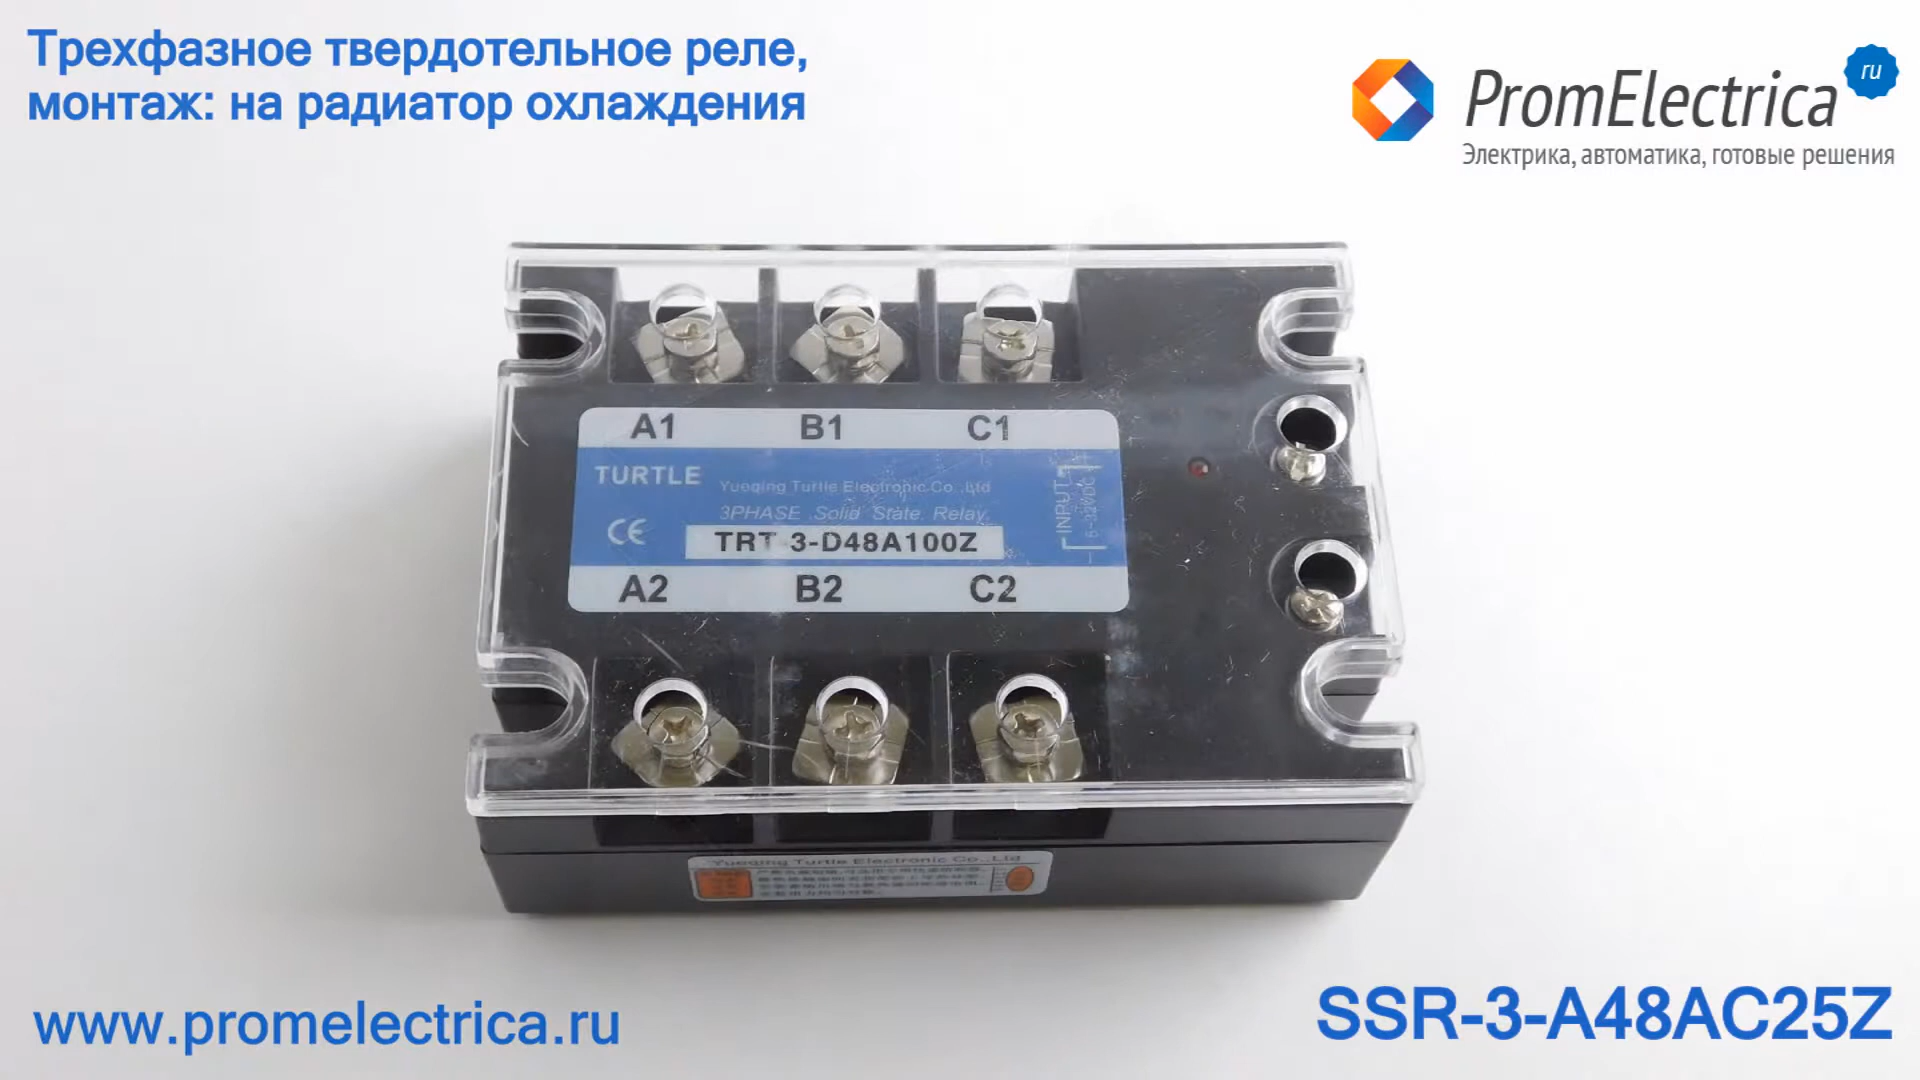 Трехфазное твердотельное реле,
монтаж: на радиатор охлаждения
PromElectrica
ru
Электрика, автоматика, готовые решения
A1 B1 C1
TURTLE
Yueqing Turtle Electronic Co.,Ltd
3PHASE Solid State Relay
CE
TRT-3-D48A100Z
INPUT
A2 B2 C2
Yueqing Turtle Electronic Co.,Ltd
www.promelectrica.ru
SSR-3-A48AC25Z